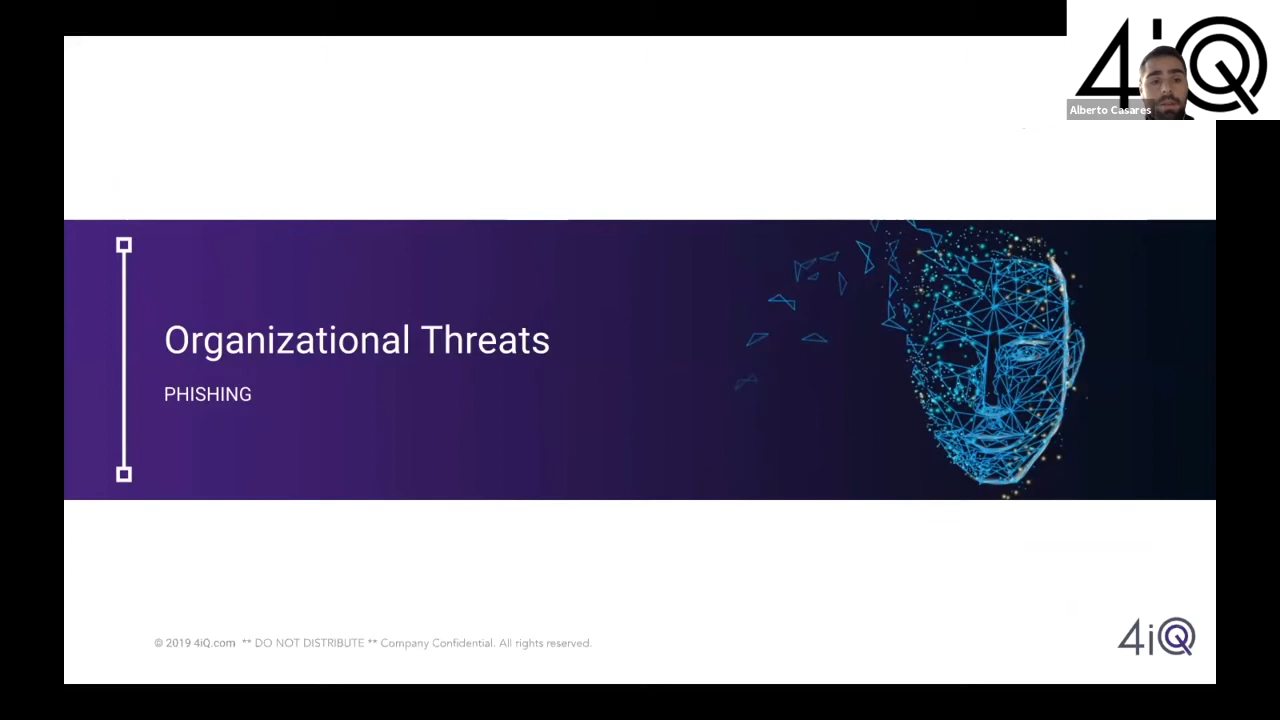 4iQ
Alberto Casares
Organizational Threats
PHISHING
© 2019 4iQ.com ** DO NOT DISTRIBUTE ** Company Confidential. All rights reserved.
4iQ